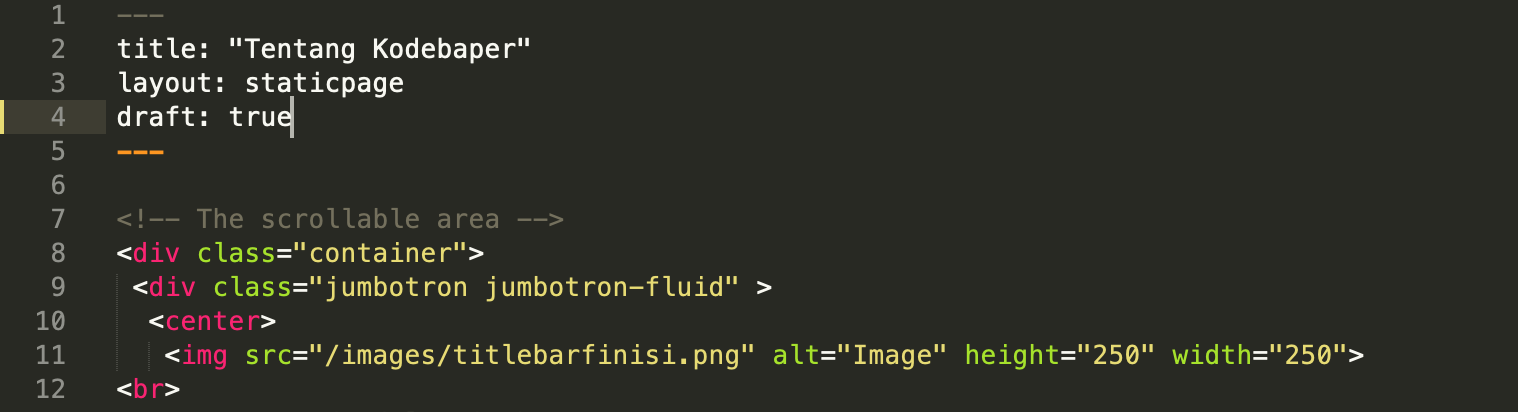 1 ---
2 title: "Tentang Kodebaper"
3 layout: staticpage
4 draft: true
5 ---
6
7 <!-- The scrollable area -->
8 <div class="container">
9  <div class="jumbotron jumbotron-fluid" >
10   <center>
11    <img src="/images/titlebarfinisi.png" alt="Image" height="250" width="250">
12 <br>